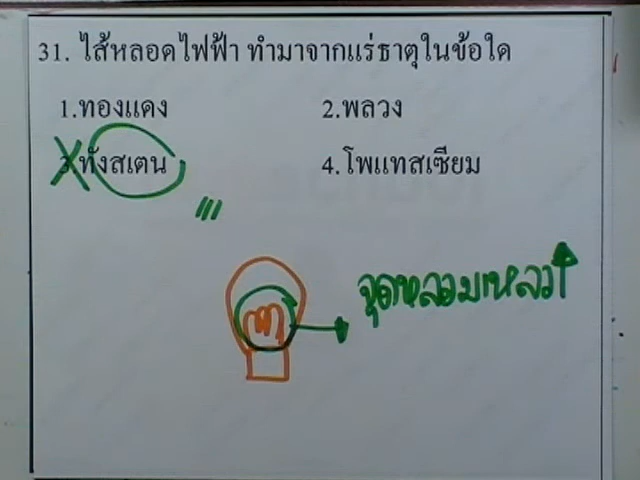 31. ไส้หลอดไฟฟ้า ทำมาจากแร่ธาตุในข้อใด
1.ทองแดง 2.พลวง
3.ทังสเตน 4.โพแทสเซียม
จุดหลอมเหลว↑